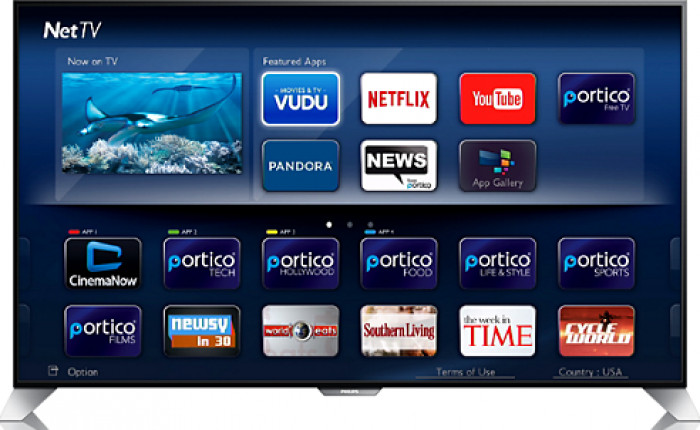 NetTV
Now on TV
Featured Apps
MOVIES & TV
VUDU
NETFLIX
YouTube
portico
Free TV
PANDORA
NEWS
from portico
App Gallery
APP 1
APP 2
APP 3
APP 4
CinemaNow
portico
TECH
portico
HOLLYWOOD
portico
FOOD
portico
LIFE & STYLE
portico
SPORTS
portico
FILMS
newsy
in 30
world eats
Southern Living
the week in
TIME
CYCLE
WORLD
Option
Terms of Use
Country : USA
PHILIPS